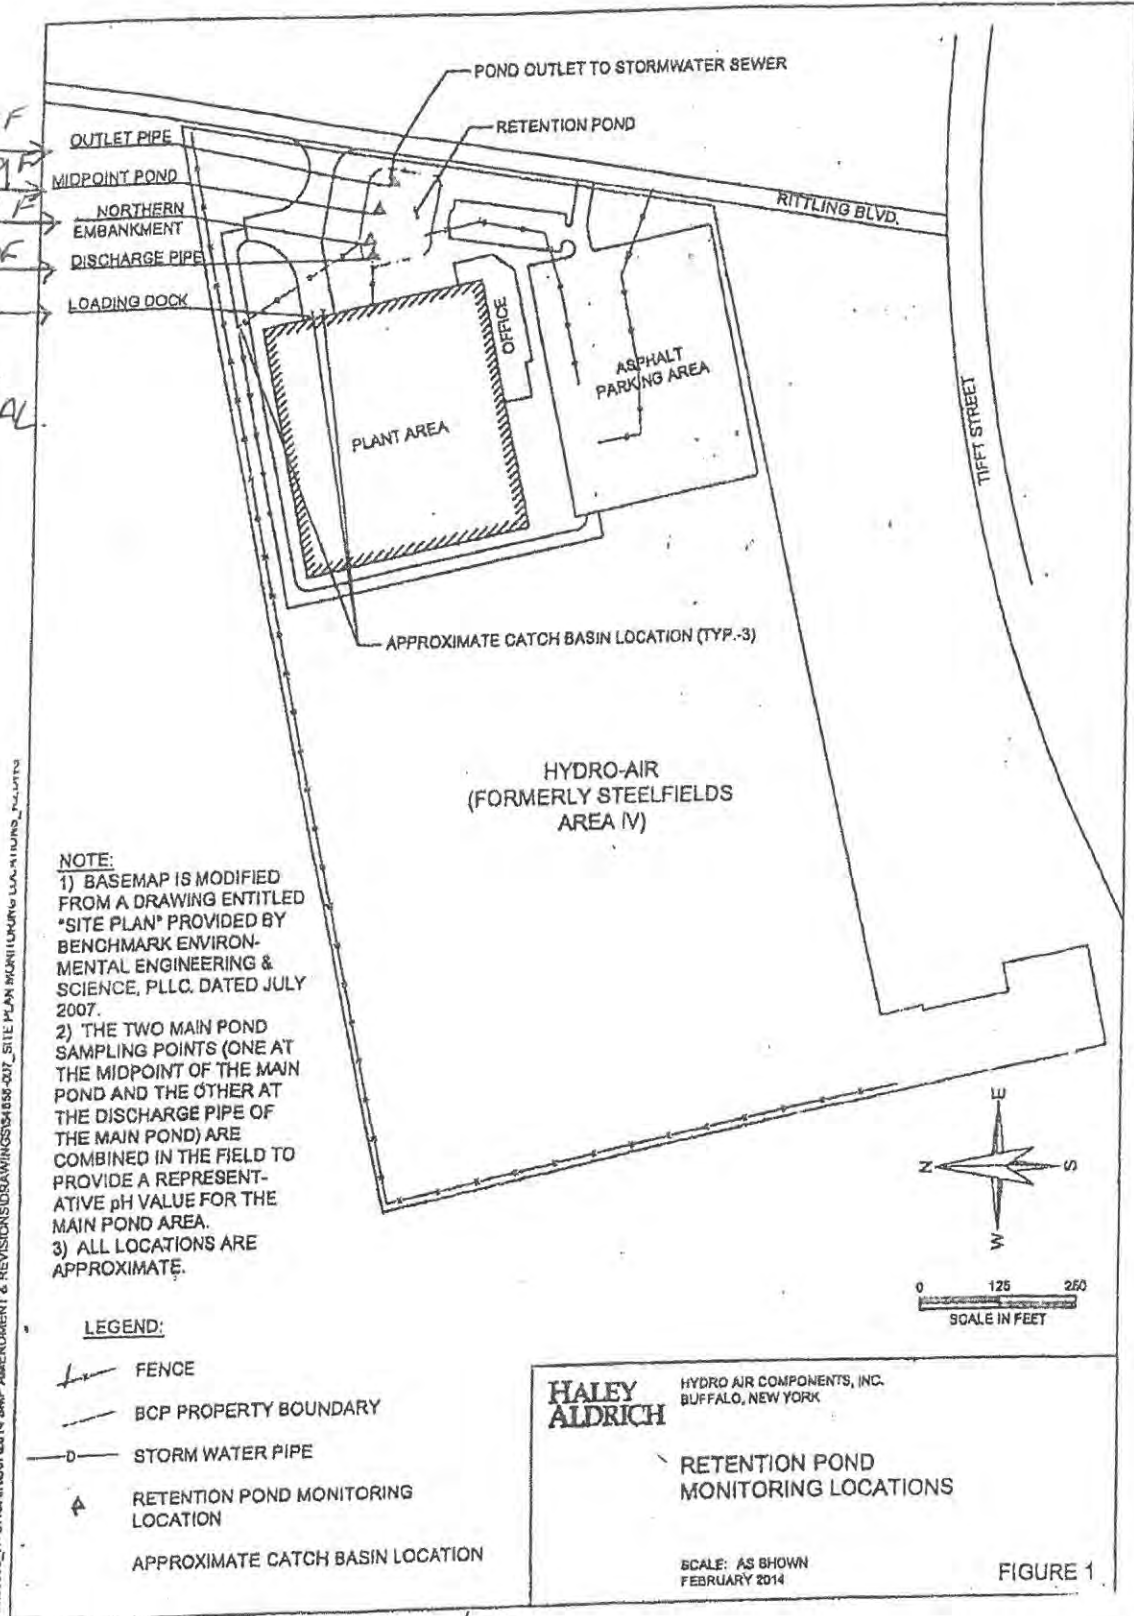 POND OUTLET TO STORMWATER SEWER
RETENTION POND
OUTLET PIPE
MIDPOINT POND
NORTHERN
EMBANKMENT
DISCHARGE PIPE
LOADING DOCK
RITTLING BLVD.
OFFICE
ASPHALT
PARKING AREA
PLANT AREA
TIFFT STREET
APPROXIMATE CATCH BASIN LOCATION (TYP.-3)
HYDRO-AIR
(FORMERLY STEELFIELDS
AREA IV)
NOTE:
1) BASEMAP IS MODIFIED
FROM A DRAWING ENTITLED
"SITE PLAN" PROVIDED BY
BENCHMARK ENVIRON-
MENTAL ENGINEERING &
SCIENCE, PLLC. DATED JULY
2007.
2) THE TWO MAIN POND
SAMPLING POINTS (ONE AT
THE MIDPOINT OF THE MAIN
POND AND THE OTHER AT
THE DISCHARGE PIPE OF
THE MAIN POND) ARE
COMBINED IN THE FIELD TO
PROVIDE A REPRESENT-
ATIVE pH VALUE FOR THE
MAIN POND AREA.
3) ALL LOCATIONS ARE
APPROXIMATE.
E
N
S
W
0 125 250
SCALE IN FEET
LEGEND:
FENCE
BCP PROPERTY BOUNDARY
D
STORM WATER PIPE
RETENTION POND MONITORING
LOCATION
APPROXIMATE CATCH BASIN LOCATION
HALEY
ALDRICH
HYDRO AIR COMPONENTS, INC.
BUFFALO, NEW YORK
RETENTION POND
MONITORING LOCATIONS
SCALE: AS SHOWN
FEBRUARY 2014
FIGURE 1